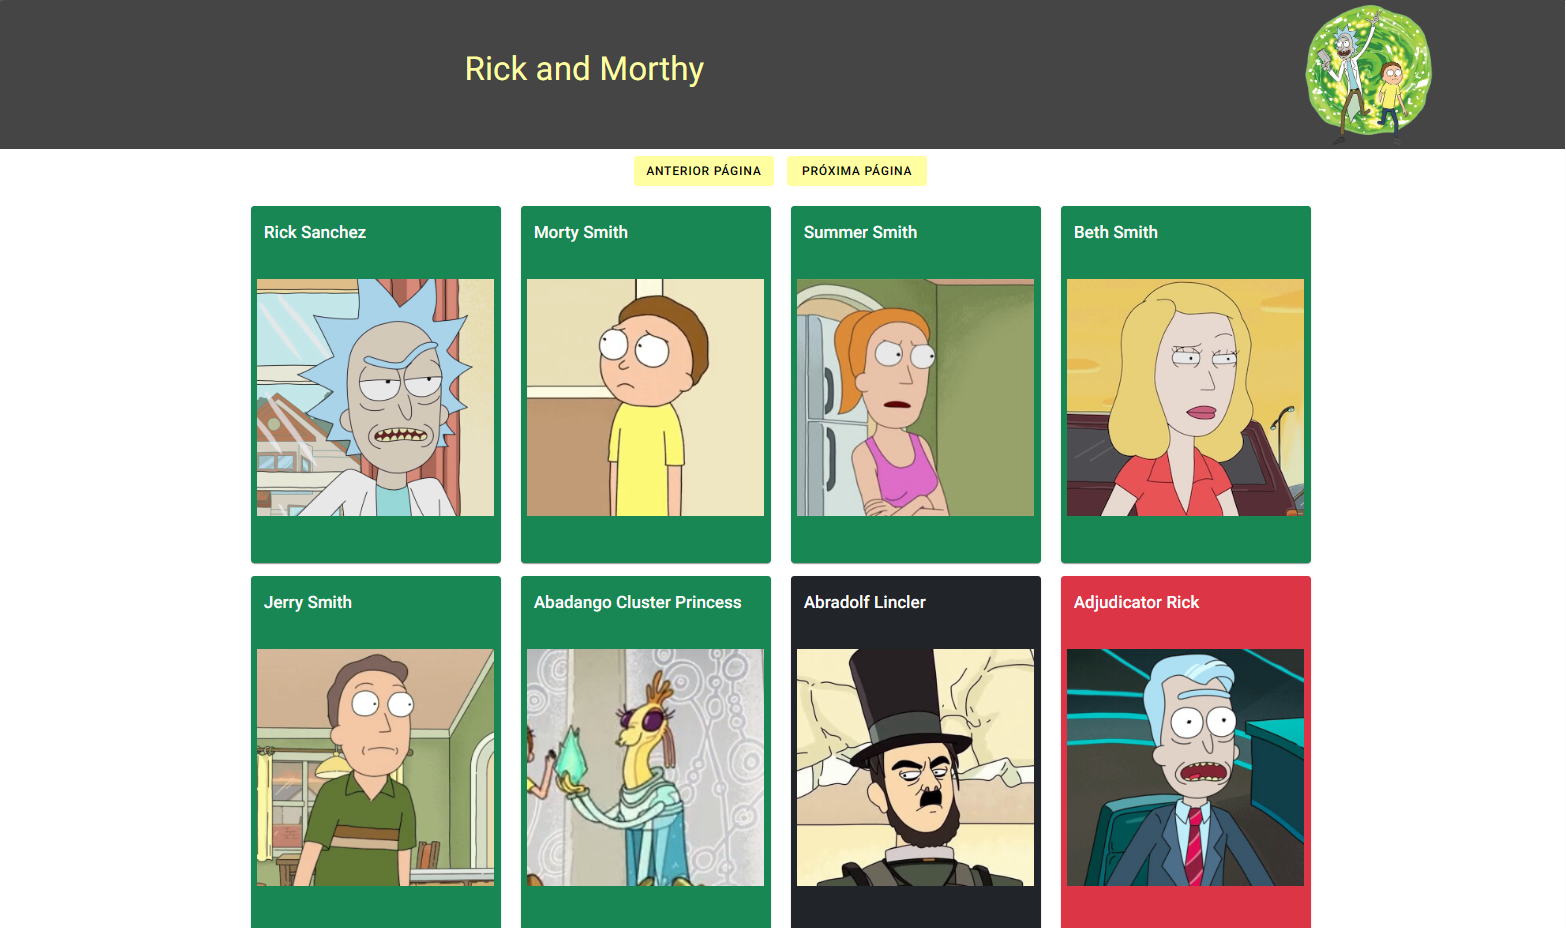 Rick and Morthy
ANTERIOR PÁGINA
PRÓXIMA PÁGINA
Rick Sanchez
Morty Smith
Summer Smith
Beth Smith
Jerry Smith
Abadango Cluster Princess
Abradolf Lincler
Adjudicator Rick